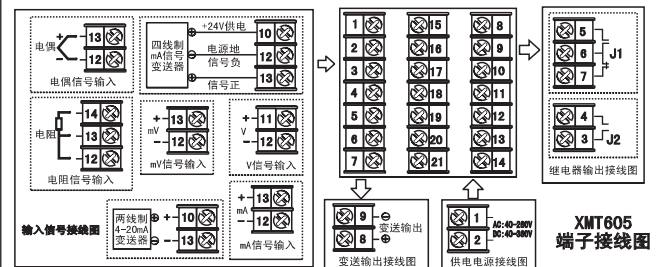 电偶
+
13
-
12
电偶信号输入
四线制
mA信号
变送器
+24V供电
10
电源地
信号负
12
信号正
13
14
电阻
13
12
电阻信号输入
+
13
mV
-
12
mV信号输入
+
11
V
-
12
V信号输入
输入信号接线图
两线制
4-20mA
变送器
+ 10
- 13
+
13
mA
-
12
mA信号输入
1 15 8
2 16 9
3 17 10
4 18 11
5 19 12
6 20 13
7 21 14
5
6 J1
7
4
3 J2
继电器输出接线图
9 -
变送输出
8 +
变送输出接线图
1 AC:40-280V
2 DC:40-380V
供电电源接线图
XMT605
端子接线图